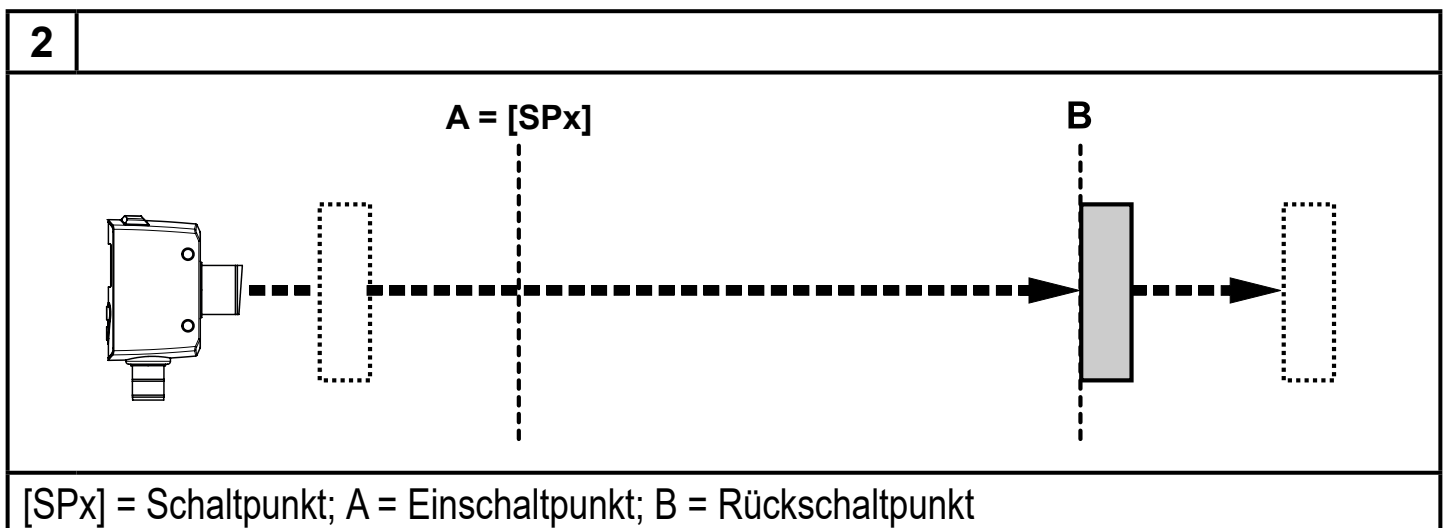 2
A = [SPx] B
[SPx] = Schaltpunkt; A = Einschaltpunkt; B = Rückschaltpunkt